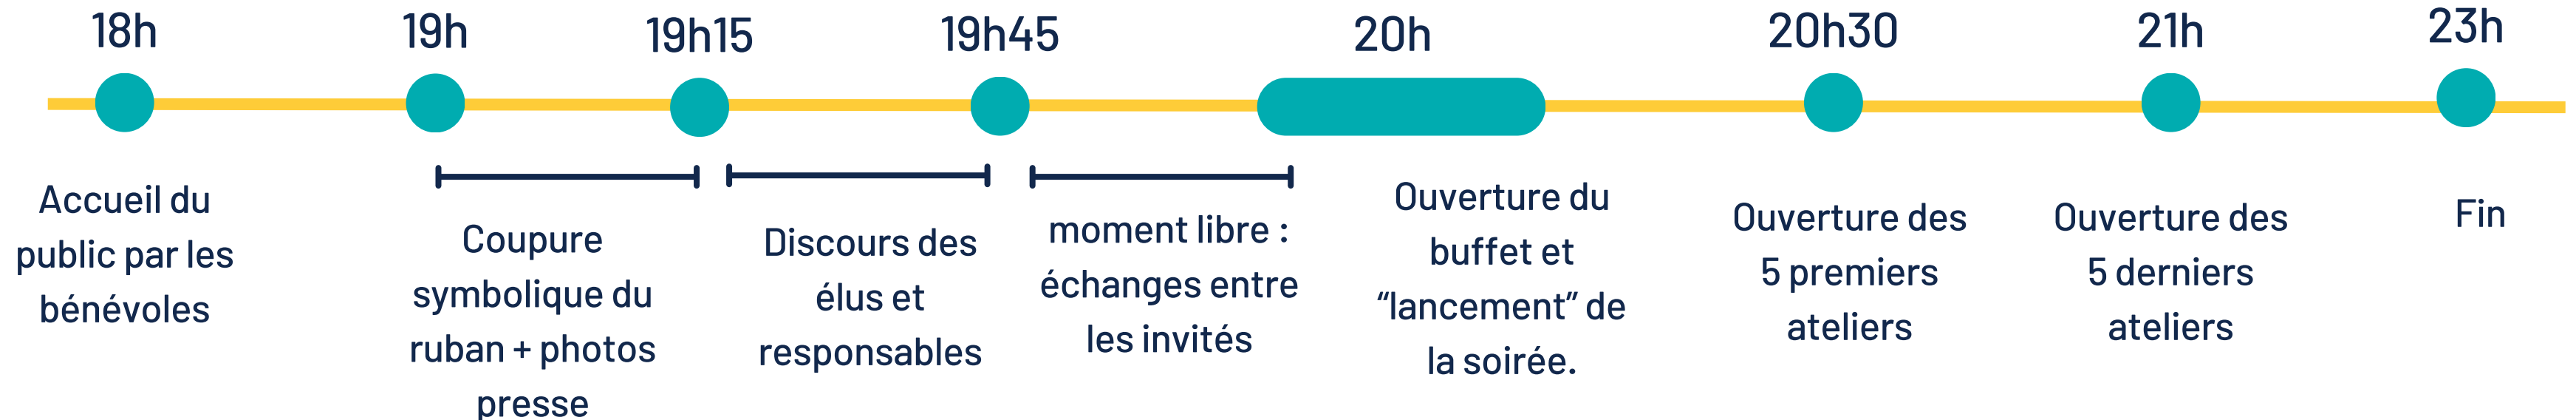 18h
19h
19h15
19h45
20h
20h30
21h
23h
Accueil du
public par les
bénévoles
Coupure
symbolique du
ruban + photos
presse
Discours des
élus et
responsables
moment libre :
échanges entre
les invités
Ouverture du
buffet et
“lancement” de
la soirée.
Ouverture des
5 premiers
ateliers
Ouverture des
5 derniers
ateliers
Fin